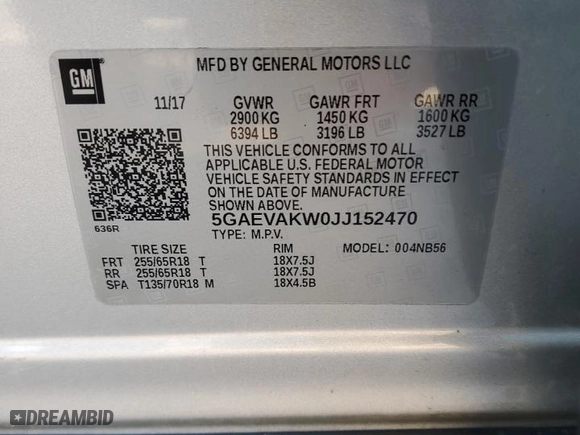 GM
MFD BY GENERAL MOTORS LLC
11/17 GVWR GAWR FRT GAWR RR
2900 KG 1450 KG 1600 KG
6394 LB 3196 LB 3527 LB
THIS VEHICLE CONFORMS TO ALL
APPLICABLE U.S. FEDERAL MOTOR
VEHICLE SAFETY STANDARDS IN EFFECT
ON THE DATE OF MANUFACTURE
SHOWN ABOVE.
636R
5GAEVAKW0JJ152470
TYPE: M.P.V. MODEL: 004NB56
TIRE SIZE RIM
FRT 255/65R18 T 18X7.5J
RR 255/65R18 T 18X7.5J
SPA T135/70R18 M 18X4.5B
DREAMBID